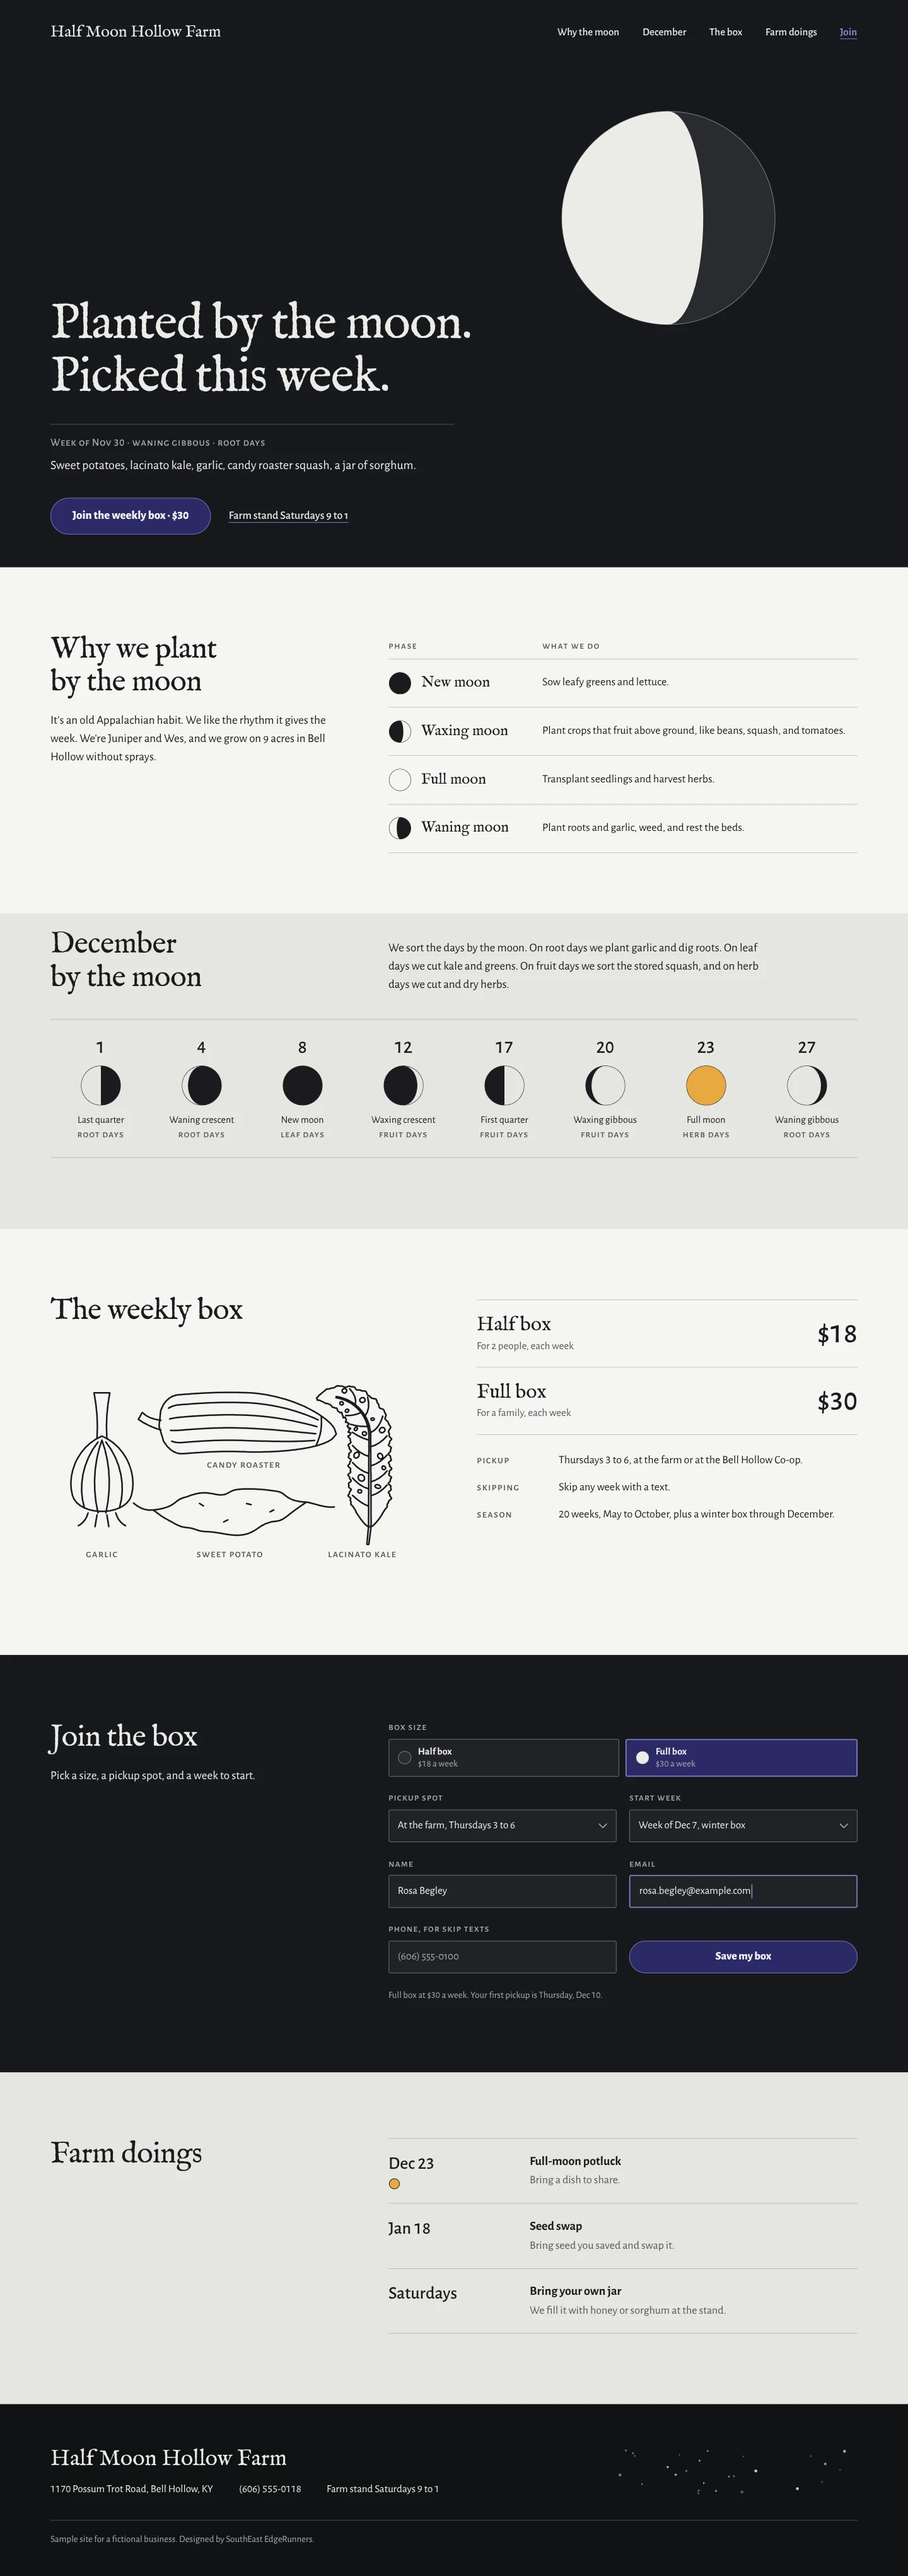 Half Moon Hollow Farm
Why the moon December The box Farm doings Join
Planted by the moon.
Picked this week.
Week of Nov 30 · waning gibbous · root days
Sweet potatoes, lacinato kale, garlic, candy roaster squash, a jar of sorghum.
Join the weekly box · $30 Farm stand Saturdays 9 to 1
Why we plant
by the moon
It's an old Appalachian habit. We like the rhythm it gives the
week. We're Juniper and Wes, and we grow on 9 acres in Bell
Hollow without sprays.
PHASE WHAT WE DO
New moon Sow leafy greens and lettuce.
Waxing moon Plant crops that fruit above ground, like beans, squash, and tomatoes.
Full moon Transplant seedlings and harvest herbs.
Waning moon Plant roots and garlic, weed, and rest the beds.
December
by the moon
We sort the days by the moon. On root days we plant garlic and dig roots. On leaf
days we cut kale and greens. On fruit days we sort the stored squash, and on herb
days we cut and dry herbs.
1 4 8 12 17 20 23 27
Last quarter Waning crescent New moon Waxing crescent First quarter Waxing gibbous Full moon Waning gibbous
ROOT DAYS ROOT DAYS LEAF DAYS FRUIT DAYS FRUIT DAYS FRUIT DAYS HERB DAYS ROOT DAYS
The weekly box
CANDY ROASTER
GARLIC SWEET POTATO LACINATO KALE
Half box $18
For 2 people, each week
Full box $30
For a family, each week
PICKUP Thursdays 3 to 6, at the farm or at the Bell Hollow Co-op.
SKIPPING Skip any week with a text.
SEASON 20 weeks, May to October, plus a winter box through December.
Join the box
Pick a size, a pickup spot, and a week to start.
BOX SIZE
Half box Full box
$18 a week $30 a week
PICKUP SPOT START WEEK
At the farm, Thursdays 3 to 6 Week of Dec 7, winter box
NAME EMAIL
Rosa Begley rosa.begley@example.com
PHONE, FOR SKIP TEXTS
(606) 555-0100 Save my box
Full box at $30 a week. Your first pickup is Thursday, Dec 10.
Farm doings
Dec 23 Full-moon potluck
Bring a dish to share.
Jan 18 Seed swap
Bring seed you saved and swap it.
Saturdays Bring your own jar
We fill it with honey or sorghum at the stand.
Half Moon Hollow Farm
1170 Possum Trot Road, Bell Hollow, KY (606) 555-0118 Farm stand Saturdays 9 to 1
Sample site for a fictional business. Designed by SouthEast EdgeRunners.